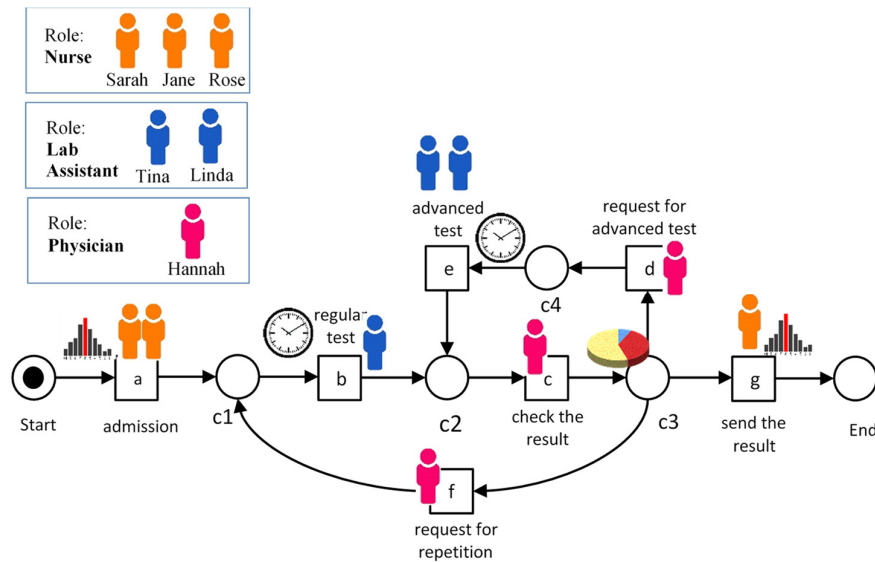 Role:
Nurse
Sarah Jane Rose
Role:
Lab
Assistant
Tina Linda
Role:
Physician
Hannah
advanced
test
request for
advanced test
e
d
c4
regular
test
a
b
c
g
Start
admission
c1
c2
check the
result
c3
send the
result
End
f
request for
repetition